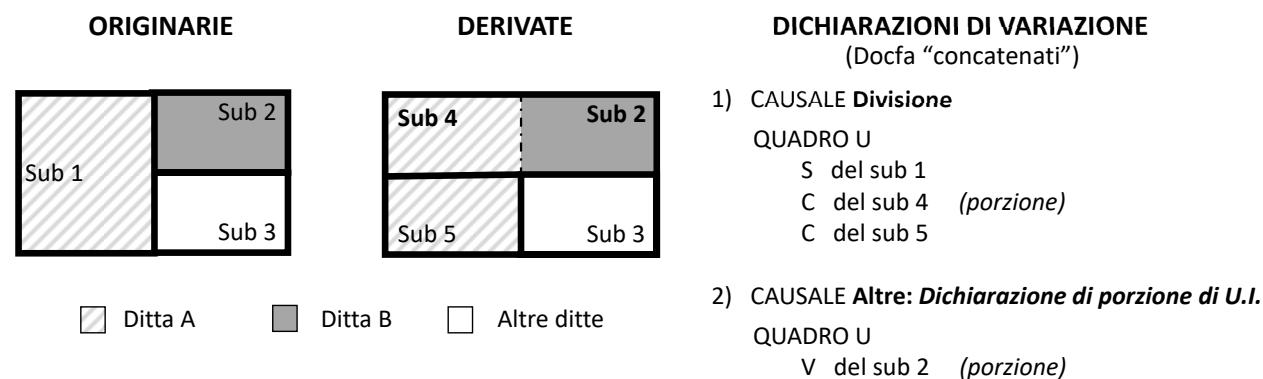 ORIGINARIE
DERIVATE
DICHIARAZIONI DI VARIAZIONE
(Docfa “concatenati”)
Sub 1
Sub 2
Sub 3
Sub 4
Sub 2
Sub 5
Sub 3
Ditta A
Ditta B
Altre ditte
1) CAUSALE Divisione
QUADRO U
S del sub 1
C del sub 4 (porzione)
C del sub 5
2) CAUSALE Altre: Dichiarazione di porzione di U.I.
QUADRO U
V del sub 2 (porzione)